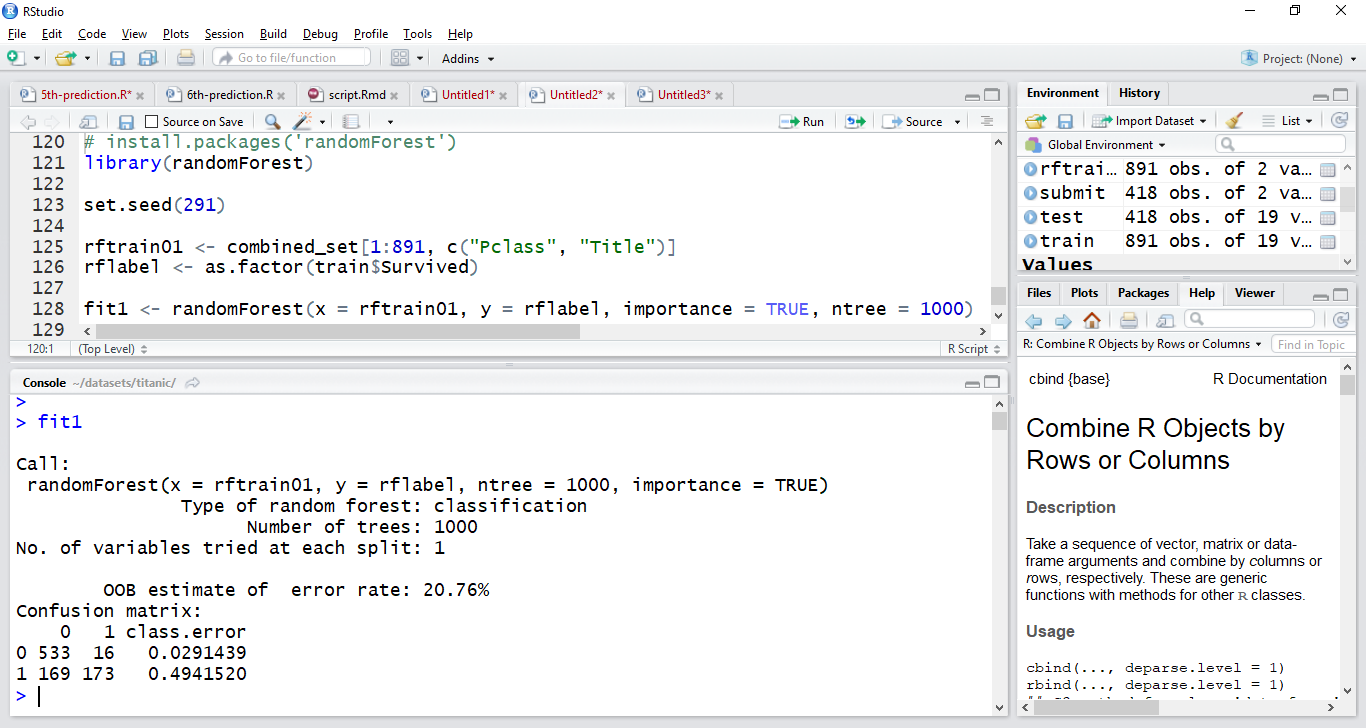 RStudio
File Edit Code View Plots Session Build Debug Profile Tools Help
Go to file/function Addins Project: (None)
5th-prediction.R* 6th-prediction.R script.Rmd Untitled1* Untitled2* Untitled3*
Source on Save Run Source
120 # install.packages('randomForest')
121 library(randomForest)
122
123 set.seed(291)
124
125 rftrain01 <- combined_set[1:891, c("Pclass", "Title")]
126 rflabel <- as.factor(train$Survived)
127
128 fit1 <- randomForest(x = rftrain01, y = rflabel, importance = TRUE, ntree = 1000)
129
120:1 (Top Level) R Script
Console ~/datasets/titanic/
>
> fit1
Call:
randomForest(x = rftrain01, y = rflabel, ntree = 1000, importance = TRUE)
Type of random forest: classification
Number of trees: 1000
No. of variables tried at each split: 1
OOB estimate of  error rate: 20.76%
Confusion matrix:
0 1 class.error
0 533 16 0.0291439
1 169 173 0.4941520
>
Environment History
Import Dataset List
Global Environment
rftrai… 891 obs. of 2 va…
submit 418 obs. of 2 va…
test 418 obs. of 19 v…
train 891 obs. of 19 v…
Values
Files Plots Packages Help Viewer
R: Combine R Objects by Rows or Columns Find in Topic
cbind {base} R Documentation
Combine R Objects by
Rows or Columns
Description
Take a sequence of vector, matrix or data-
frame arguments and combine by columns or
rows, respectively. These are generic
functions with methods for other R classes.
Usage
cbind(..., deparse.level = 1)
rbind(..., deparse.level = 1)